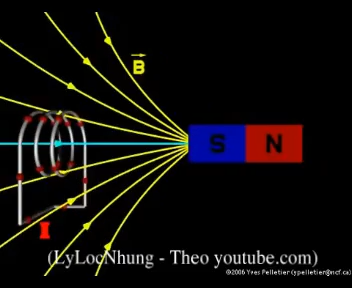 B
S N
I
(LyLocNhung - Theo youtube.com)
©2006 Yves Pelletier (ypelletier@ncf.ca)